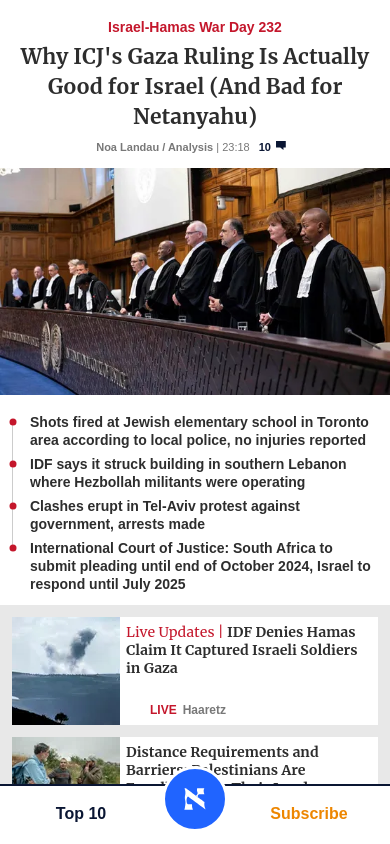 Israel-Hamas War Day 232
Why ICJ's Gaza Ruling Is Actually
Good for Israel (And Bad for
Netanyahu)
Noa Landau / Analysis | 23:18 10
Shots fired at Jewish elementary school in Toronto
area according to local police, no injuries reported
IDF says it struck building in southern Lebanon
where Hezbollah militants were operating
Clashes erupt in Tel-Aviv protest against
government, arrests made
International Court of Justice: South Africa to
submit pleading until end of October 2024, Israel to
respond until July 2025
Live Updates | IDF Denies Hamas
Claim It Captured Israeli Soldiers
in Gaza
LIVE Haaretz
Distance Requirements and
Barriers: Palestinians Are
Top 10
Subscribe